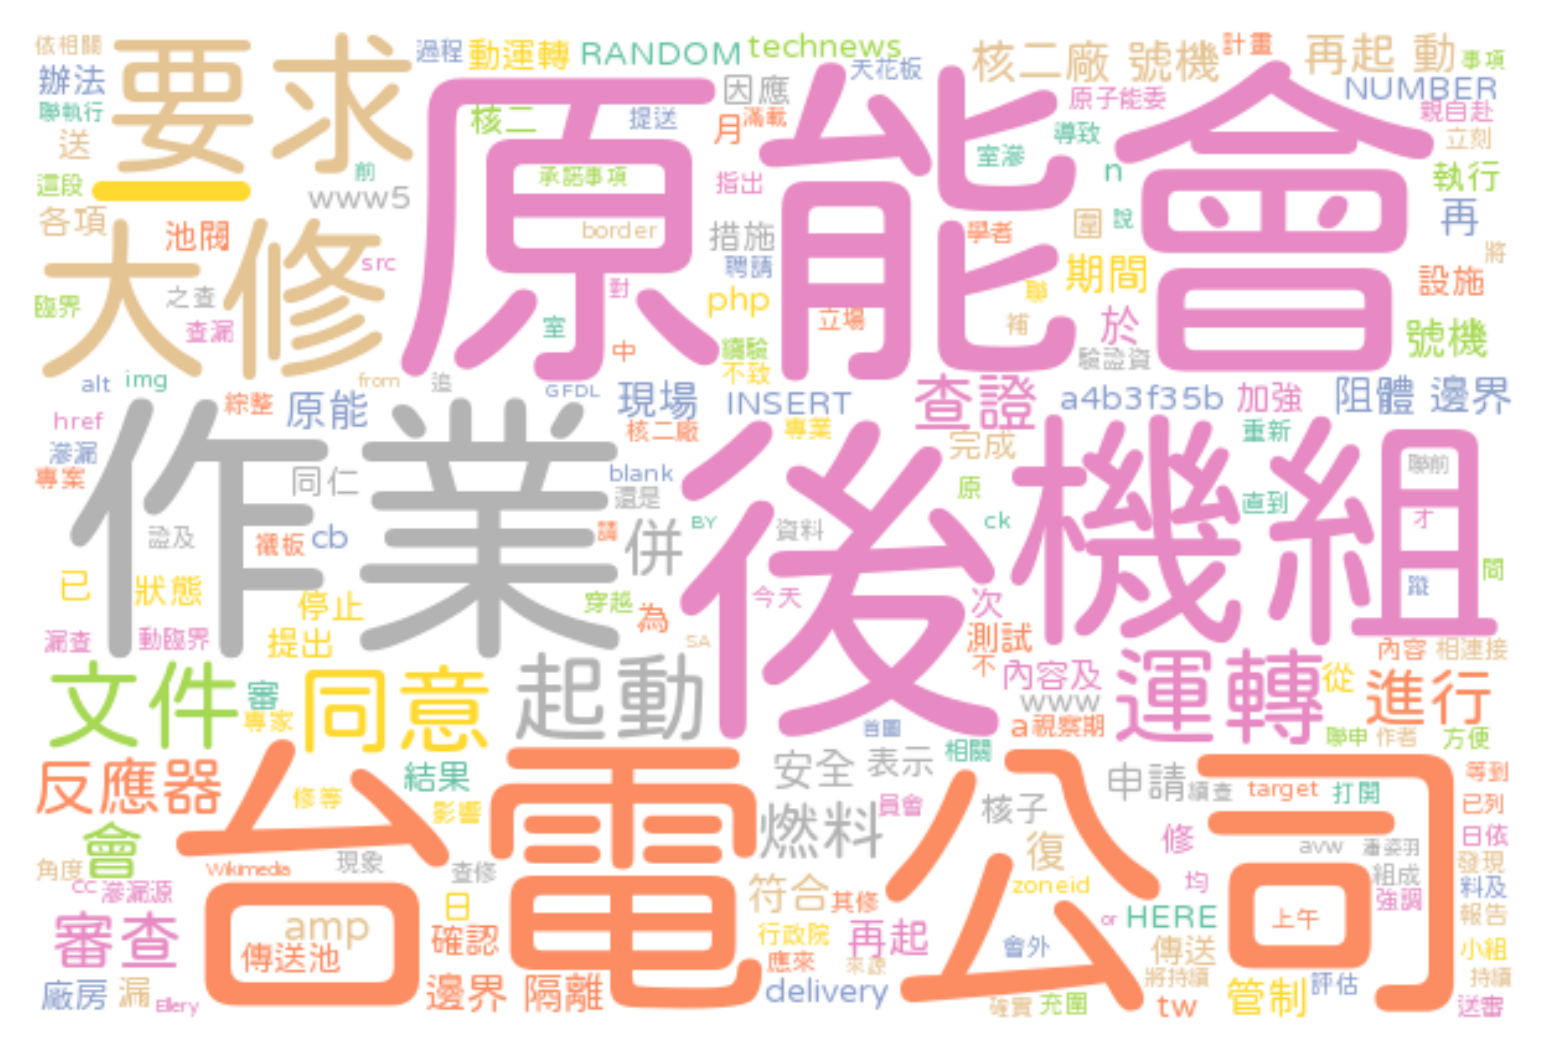 依相關 要求 過程 動運轉 RANDOM technews 天花板 核二廠 號機 計畫 再起 動 事項
辦法 原能會 因應 原子能委 NUMBER
聯執行 核二 提送 月 滿載 導致 親自赴
送 前 室滲 立刻
這段 一 www5 承諾事項 指出 n 執行
各項 池閥 border 措施 學者 圍 說 再
大修 src 聘請 期間 將
臨界 之查 對 php 聯 設施
查漏 室 立場 補 於 號機
中 續驗 驗證資
alt img from 追 GFDL 不致 查證 a4b3f35b 加強 阻體 邊界
href 綜整 原能 現場 INSERT
滲漏 作業 核二廠 專業 後 完成 機組 重新
專案 同仁 blank 還是 原 直到 聯前
證及 襯板 cb 請 併 BY 資料 ck 才
已 狀態 停止 穿越 為 今天 次 蹤 間
漏查 動臨界 提出 SA 測試 不 內容 相連接
文件 審 專家 同意 起動 內容及 運轉 從 進行
首圖 www a 視察期 聯申 作者 方便
反應器 台電公司 結果 安全 表示 相關 申請 續查 target 打開 等到
修等 影響 燃料 員會 核子 已列
會 復 修 avw 潘姿羽 日依
角度 Wikimedia 現象 查修 組成 發現
cc 滲漏源 日 符合 其修 zoneid 均 強調 料及
審查 amp 確認 行政院 再起 or HERE 上午 報告
傳送池 應來 來源 會外 傳送 小組
廠房 漏 Ellery 邊界 隔離 delivery 將持續 評估 持續
確實 充囲 tw 管制 送審